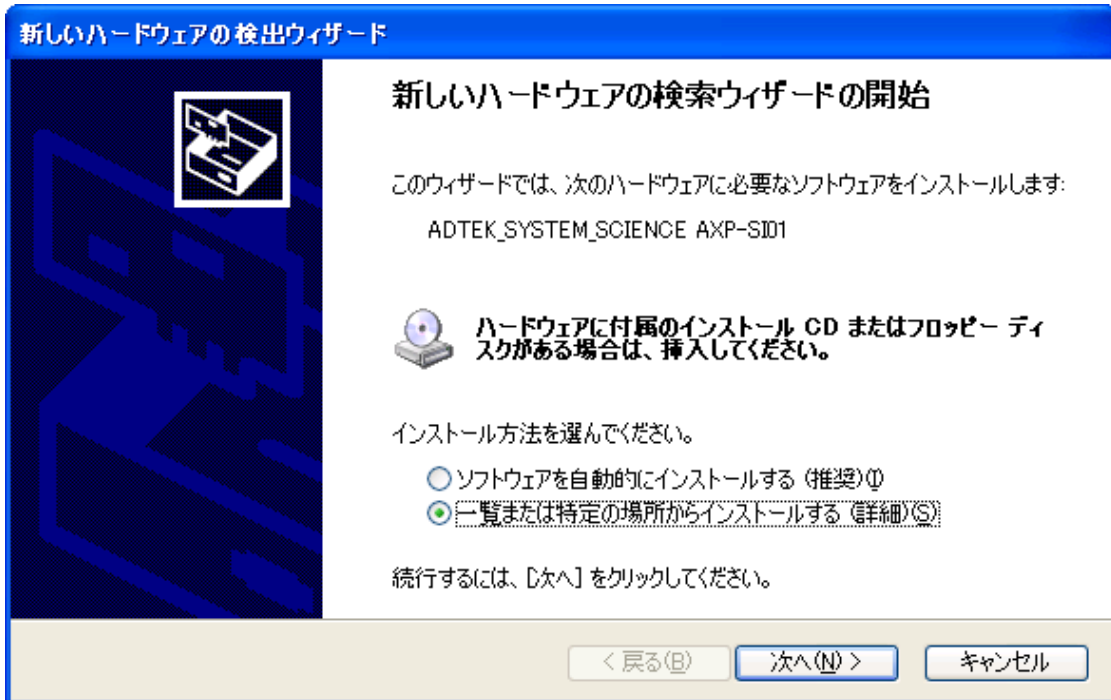 新しいハードウェアの検出ウィザード
新しいハードウェアの検索ウィザードの開始
このウィザードでは、次のハードウェアに必要なソフトウェアをインストールします:
ADTEK_SYSTEM_SCIENCE AXP-SI01
ハードウェアに付属のインストール CD またはフロッピー ディ
スクがある場合は、挿入してください。
インストール方法を選んでください。
ソフトウェアを自動的にインストールする (推奨)(I)
一覧または特定の場所からインストールする (詳細)(S)
続行するには、[次へ] をクリックしてください。
< 戻る(B)
次へ(N) >
キャンセル